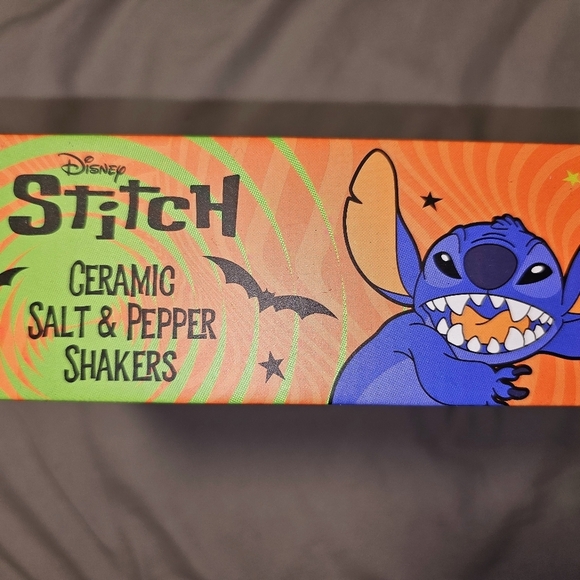 Disney
Stitch
CERAMIC
SALT & PEPPER
SHAKERS